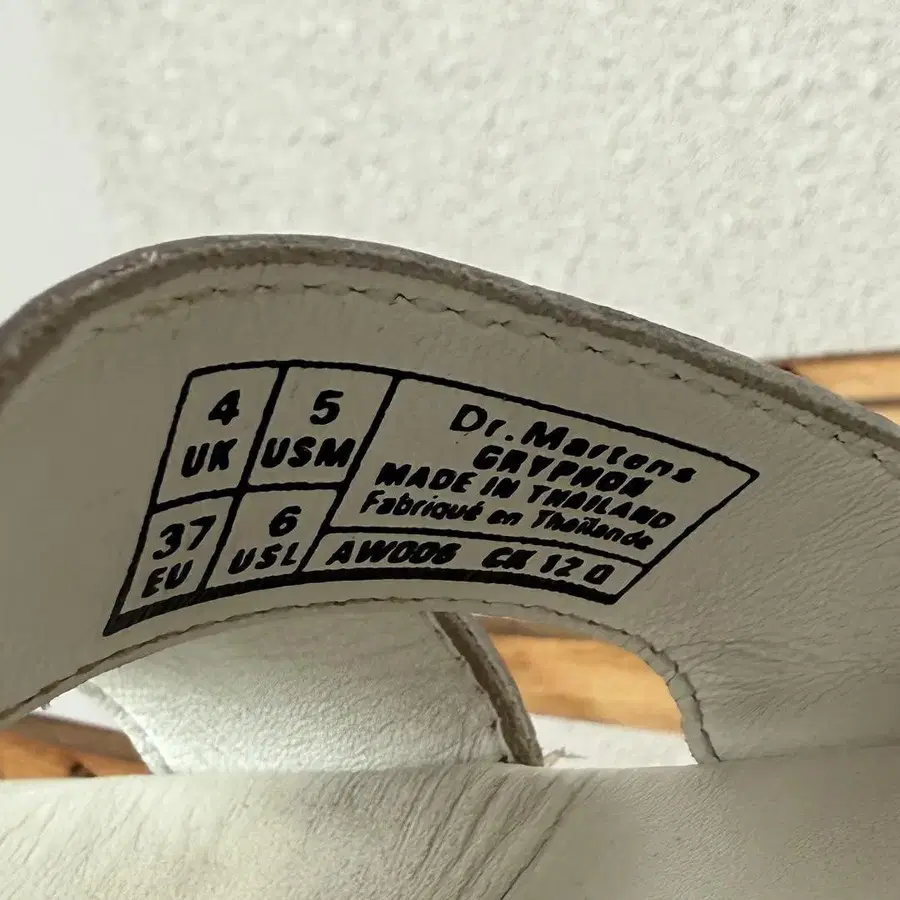 4 UK
5 USM
37 EU
6 USL
Dr. Martens
GRYPHON
MADE IN THAILAND
Fabriqué en Thaïlande
AW006 CK 12 Q